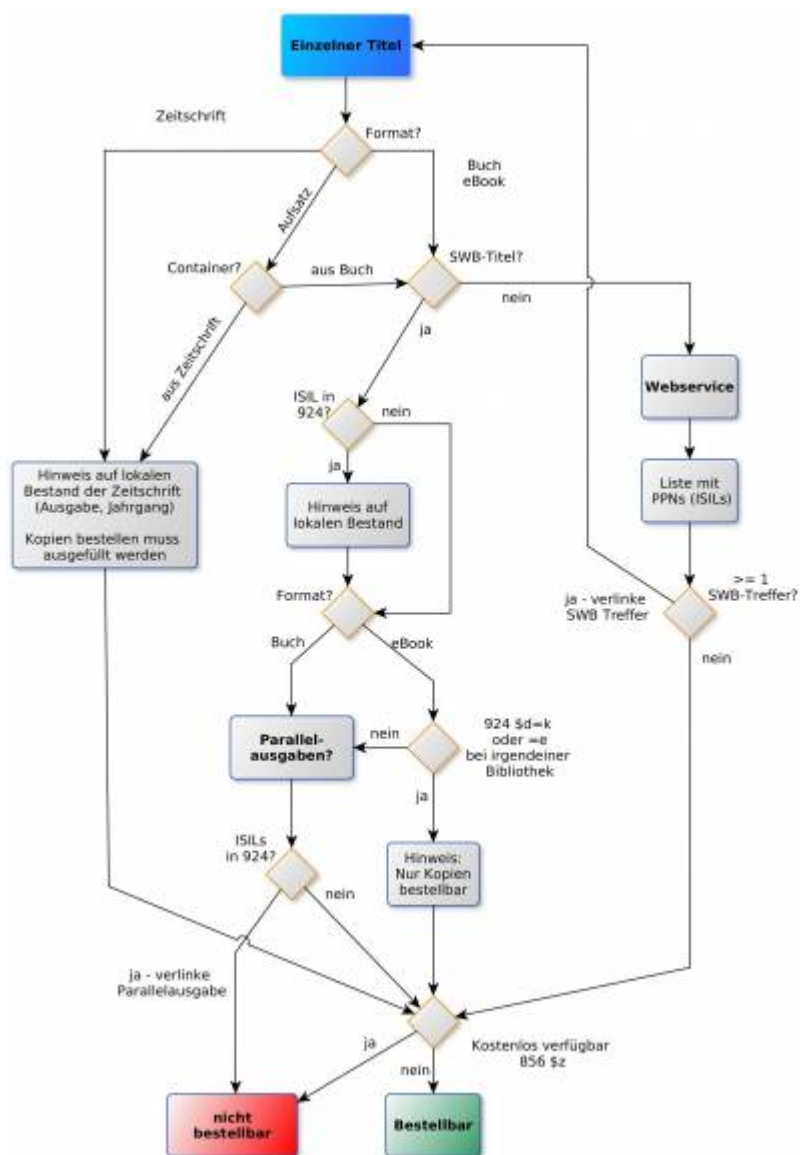 Einzelner Titel
Zeitschrift
Format?
Buch
eBook
Aufsatz
Container?
aus Buch
SWB-Titel?
nein
ja
aus Zeitschrift
Webservice
ISIL in
924?
nein
ja
Hinweis auf lokalen
Bestand der Zeitschrift
(Ausgabe, Jahrgang)
Kopien bestellen muss
ausgefüllt werden
Hinweis auf
lokalen Bestand
Liste mit
PPNs (ISILs)
Format?
>= 1
SWB-Treffer?
ja - verlinke
SWB Treffer
nein
Buch
eBook
Parallel-
ausgaben?
nein
924 $d=k
oder =e
bei irgendeiner
Bibliothek
ja
ISILs
in 924?
Hinweis:
Nur Kopien
bestellbar
nein
ja - verlinke
Parallelausgabe
Kostenlos verfügbar
856 $z
ja
nein
nicht
bestellbar
Bestellbar